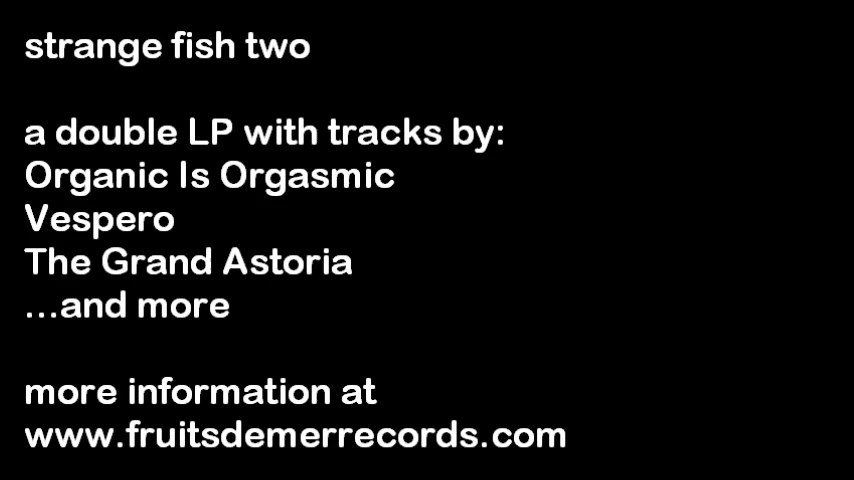 strange fish two
a double LP with tracks by:
Organic Is Orgasmic
Vespero
The Grand Astoria
...and more
more information at
www.fruitsdemerrecords.com